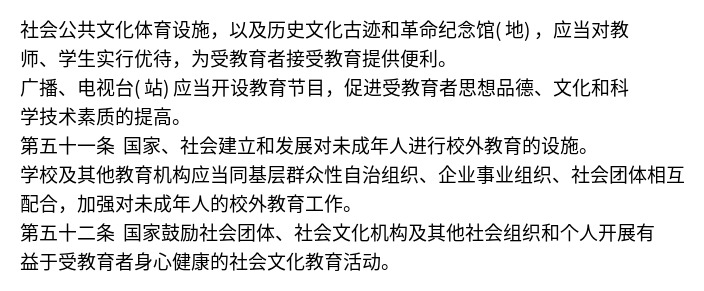 社会公共文化体育设施，以及历史文化古迹和革命纪念馆( 地) ，应当对教
师、学生实行优待，为受教育者接受教育提供便利。
广播、电视台( 站) 应当开设教育节目，促进受教育者思想品德、文化和科
学技术素质的提高。
第五十一条 国家、社会建立和发展对未成年人进行校外教育的设施。
学校及其他教育机构应当同基层群众性自治组织、企业事业组织、社会团体相互
配合，加强对未成年人的校外教育工作。
第五十二条 国家鼓励社会团体、社会文化机构及其他社会组织和个人开展有
益于受教育者身心健康的社会文化教育活动。